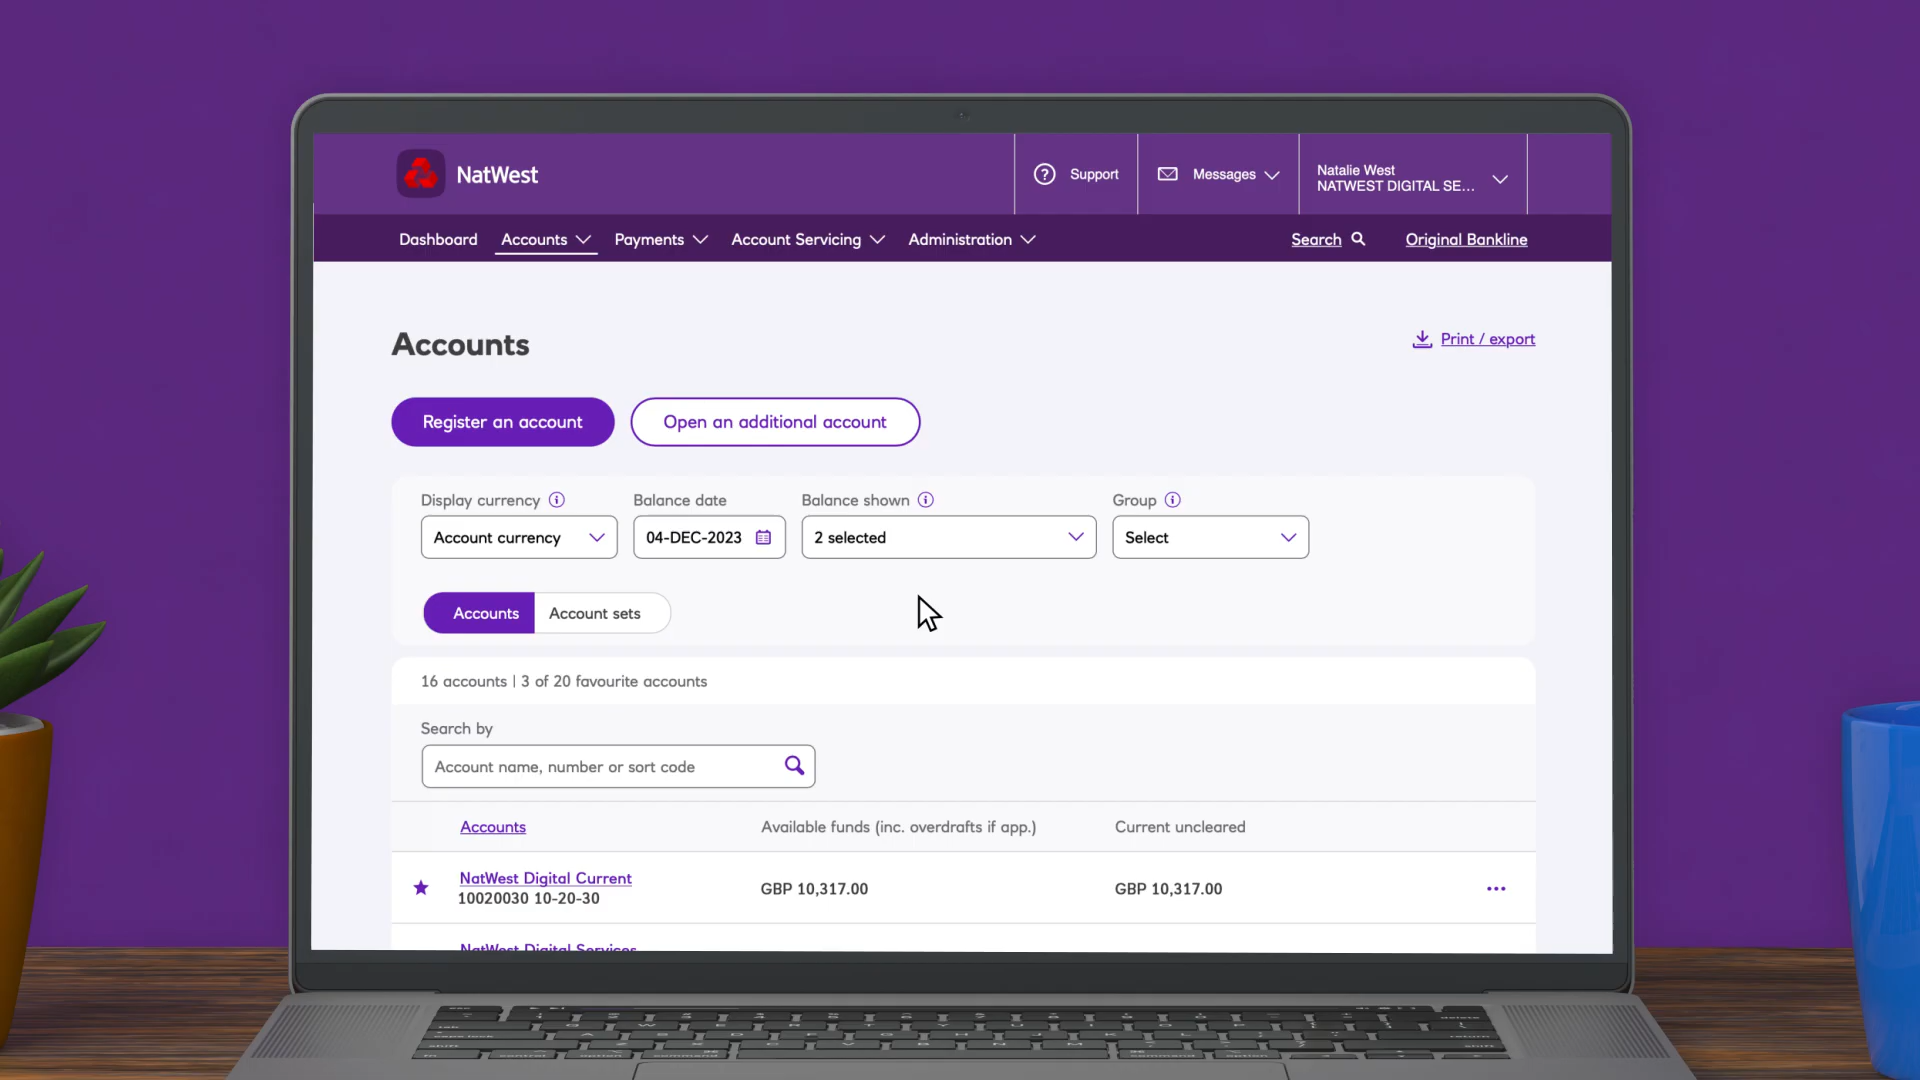 NatWest
Support
Messages
Natalie West
NATWEST DIGITAL SE...
Dashboard
Accounts
Payments
Account Servicing
Administration
Search
Original Bankline
Accounts
Print / export
Register an account
Open an additional account
Display currency
Balance date
Balance shown
Group
Account currency
04-DEC-2023
2 selected
Select
Accounts
Account sets
16 accounts | 3 of 20 favourite accounts
Search by
Account name, number or sort code
Accounts
Available funds (inc. overdrafts if app.)
Current uncleared
NatWest Digital Current
10020030 10-20-30
GBP 10,317.00
GBP 10,317.00
NatWest Digital Services